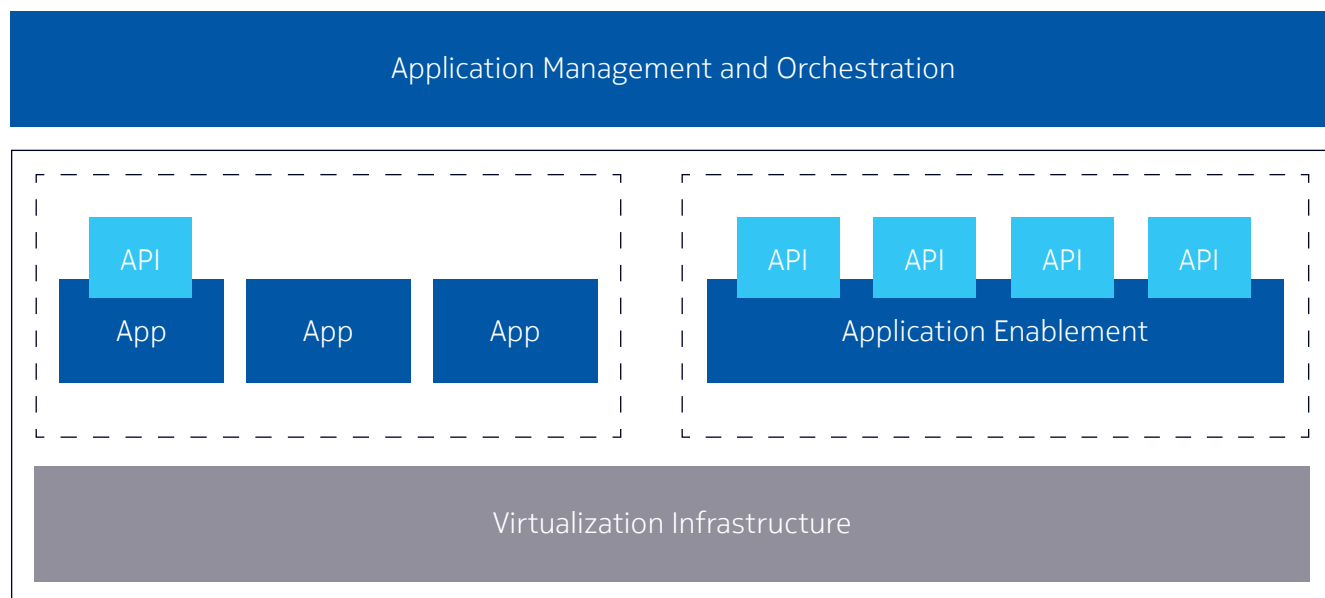 Application Management and Orchestration
API
App
App
App
API
API
API
API
Application Enablement
Virtualization Infrastructure